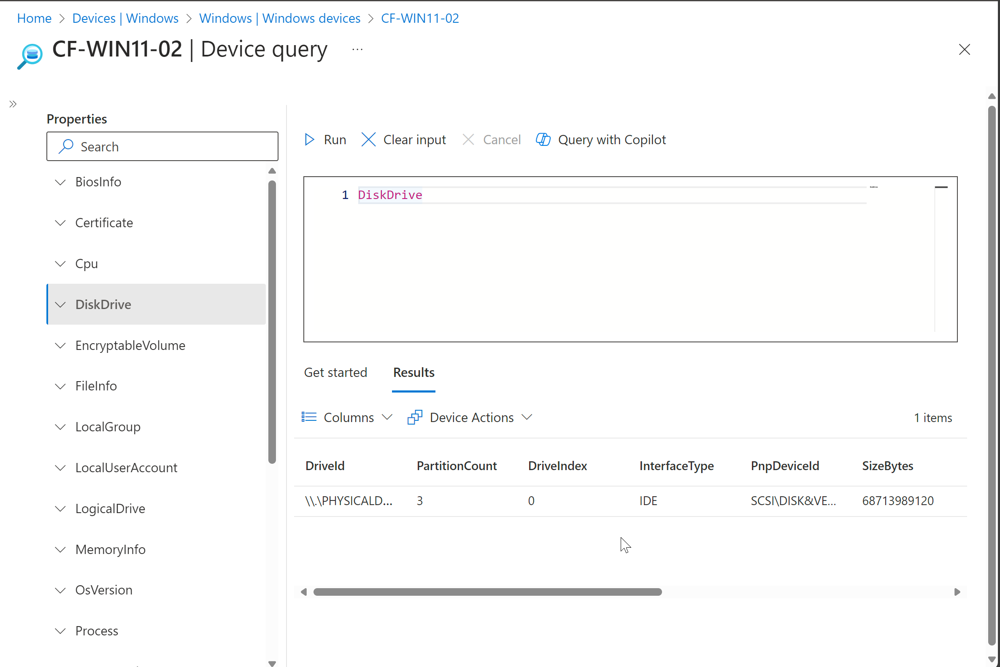 Home > Devices | Windows > Windows | Windows devices > CF-WIN11-02
CF-WIN11-02 | Device query ...
Properties
Search
BiosInfo
Certificate
Cpu
DiskDrive
EncryptableVolume
FileInfo
LocalGroup
LocalUserAccount
LogicalDrive
MemoryInfo
OsVersion
Process
Run Clear input Cancel Query with Copilot
1 DiskDrive
Get started Results
Columns Device Actions 1 items
DriveId PartitionCount DriveIndex InterfaceType PnpDeviceId SizeBytes
\\.\PHYSICALD... 3 0 IDE SCSI\DISK&VE... 68713989120